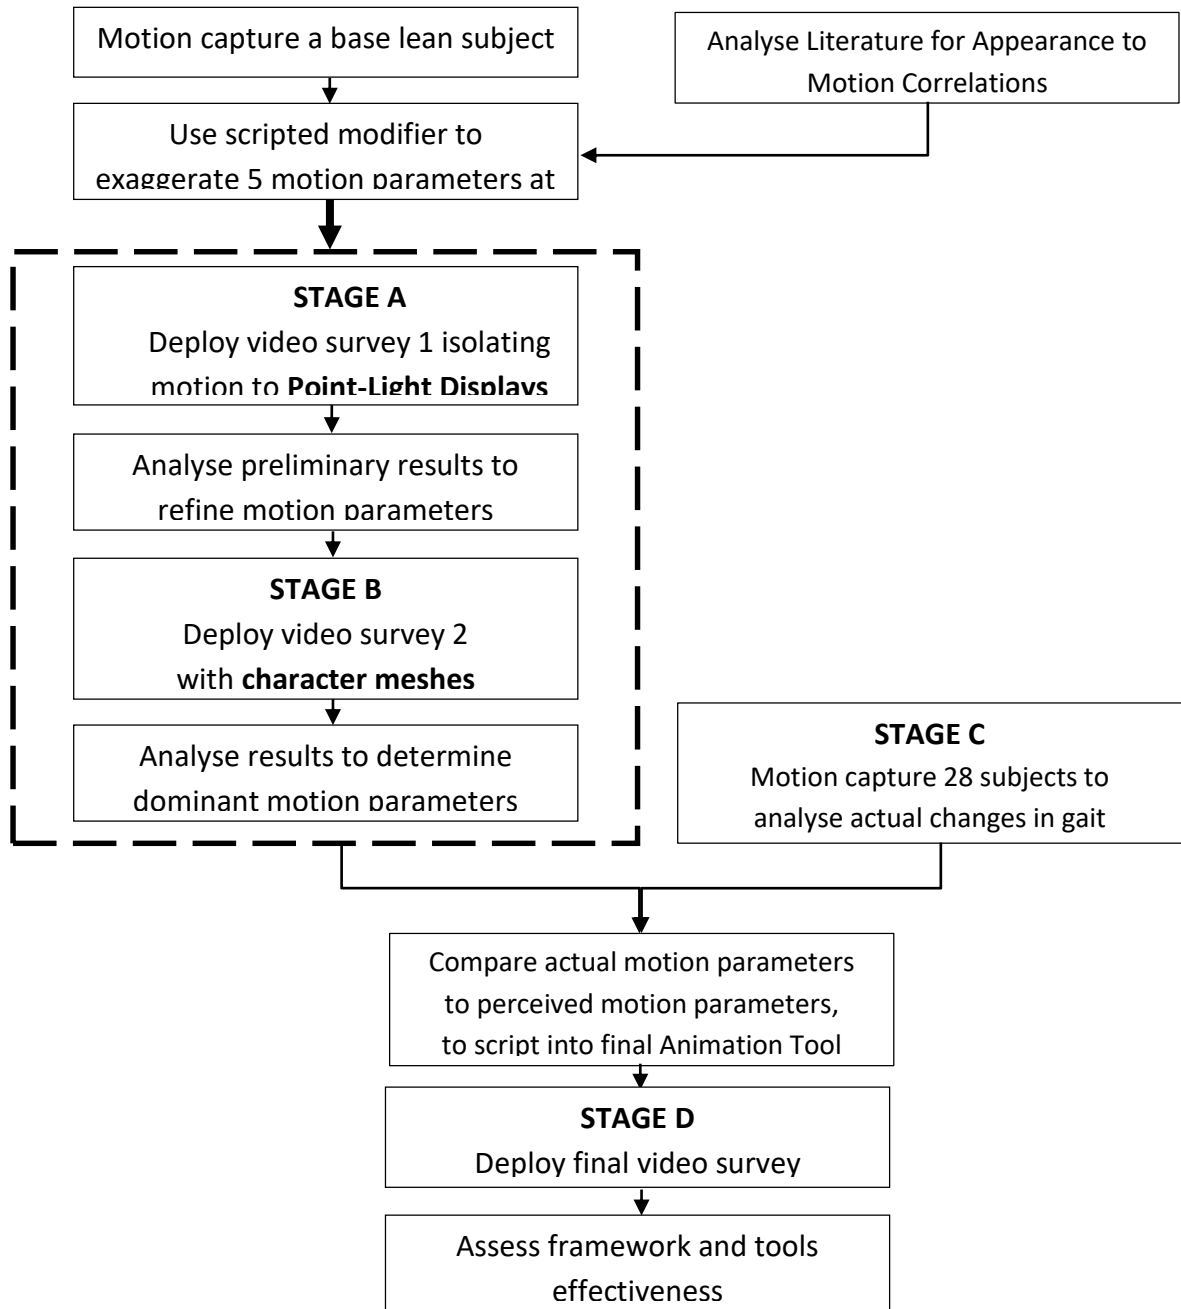 Motion capture a base lean subject
Analyse Literature for Appearance to
Motion Correlations
Use scripted modifier to
exaggerate 5 motion parameters at
STAGE A
Deploy video survey 1 isolating
motion to Point-Light Displays
Analyse preliminary results to
refine motion parameters
STAGE B
Deploy video survey 2
with character meshes
Analyse results to determine
dominant motion parameters
STAGE C
Motion capture 28 subjects to
analyse actual changes in gait
Compare actual motion parameters
to perceived motion parameters,
to script into final Animation Tool
STAGE D
Deploy final video survey
Assess framework and tools
effectiveness